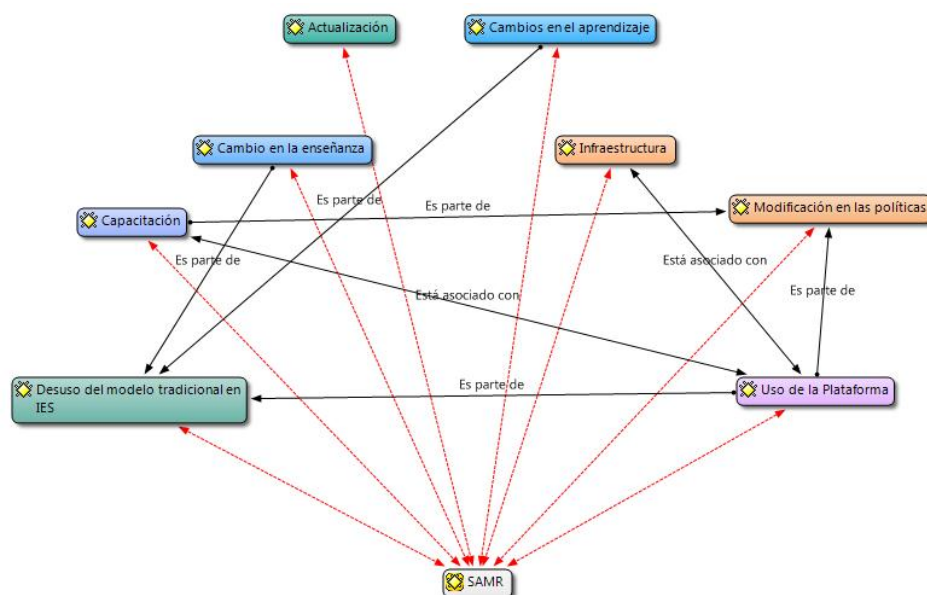 Actualización
Cambios en el aprendizaje
Cambio en la enseñanza
Infraestructura
Es parte de
Es parte de
Capacitación
Modificación en las políticas
Es parte de
Está asociado con
Es parte de
Está asociado con
Desuso del modelo tradicional en
IES
Es parte de
Uso de la Plataforma
SAMR